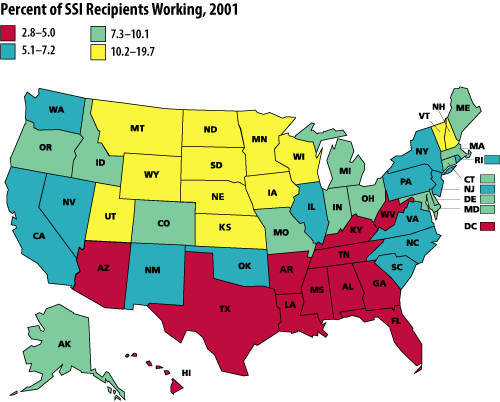 Percent of SSI Recipients Working, 2001
2.8–5.0 7.3–10.1
5.1–7.2 10.2–19.7
WA MT ND MN VT NH ME
OR ID WY SD WI MI NY MA
RI
NV UT CO NE IA IL IN OH PA CT
NJ
DE
MD
CA KS MO KY WV VA DC
AZ NM OK AR TN NC
SC
TX LA MS AL GA
FL
AK HI